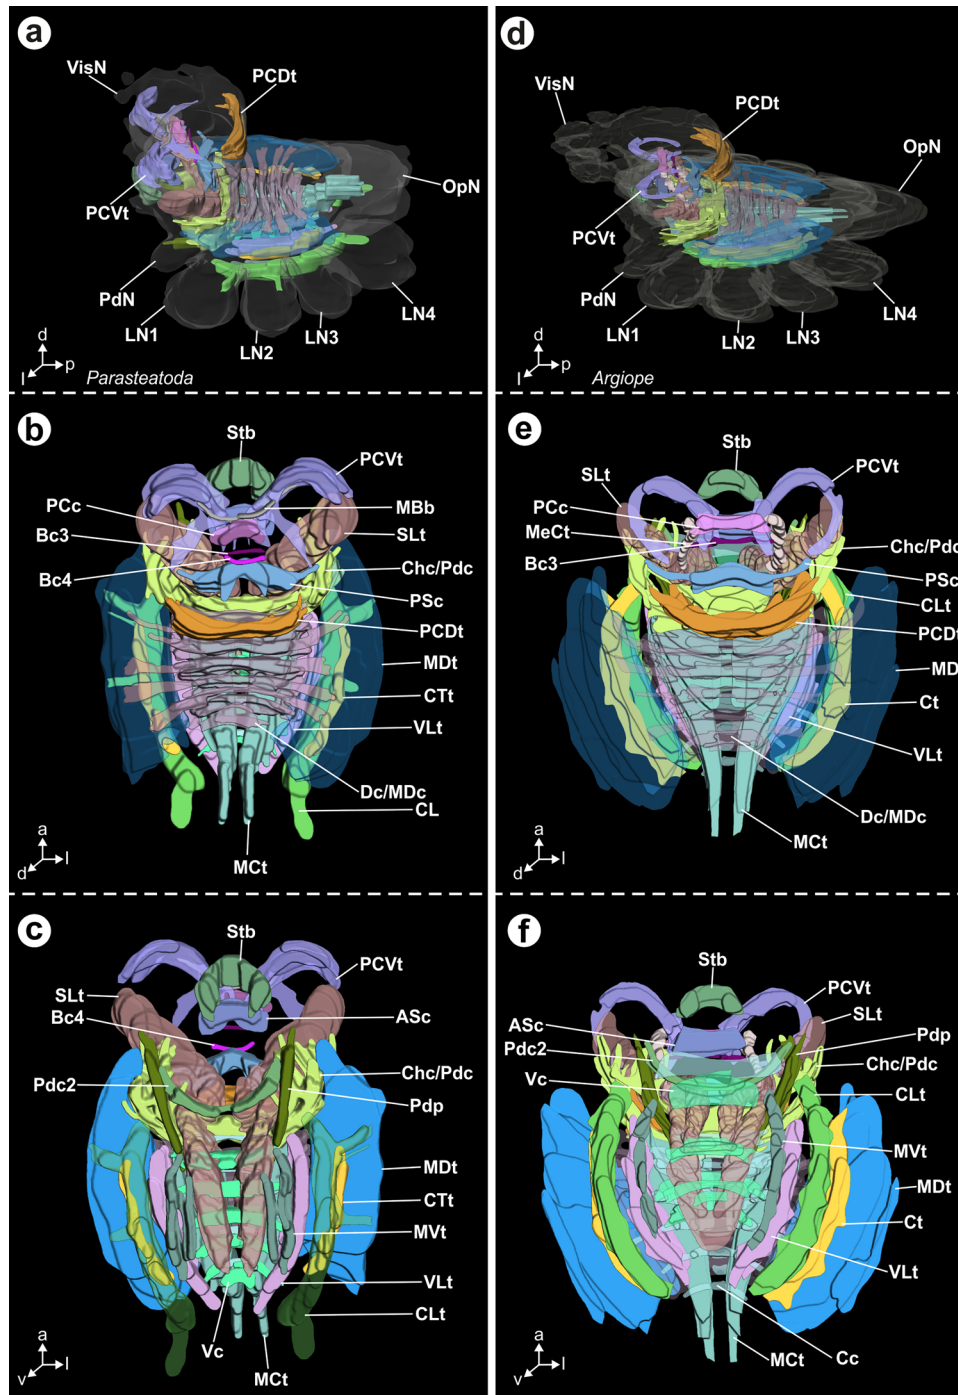 a
VisN
PCDt
OpN
PCVt
PdN
LN1
LN2
LN3
LN4
d
p
l
Parasteatoda
d
VisN
PCDt
OpN
PCVt
PdN
LN1
LN2
LN3
LN4
d
p
l
Argiope
b
Stb
PCVt
PCc
MBb
Bc3
SLt
Bc4
Chc/Pdc
PSc
PCDt
MDt
CTt
VLt
Dc/MDc
CL
MCt
a
l
d
e
Stb
SLt
PCVt
PCc
MeCt
Bc3
Chc/Pdc
PSc
CLt
PCDt
MD
Ct
VLt
Dc/MDc
MCt
a
l
d
c
Stb
PCVt
SLt
Bc4
ASc
Pdc2
Chc/Pdc
Pdp
MDt
CTt
MVt
VLt
CLt
Vc
MCt
a
l
v
f
Stb
PCVt
SLt
ASc
Pdp
Pdc2
Chc/Pdc
Vc
CLt
MVt
MDt
Ct
VLt
MCt
Cc
a
l
v